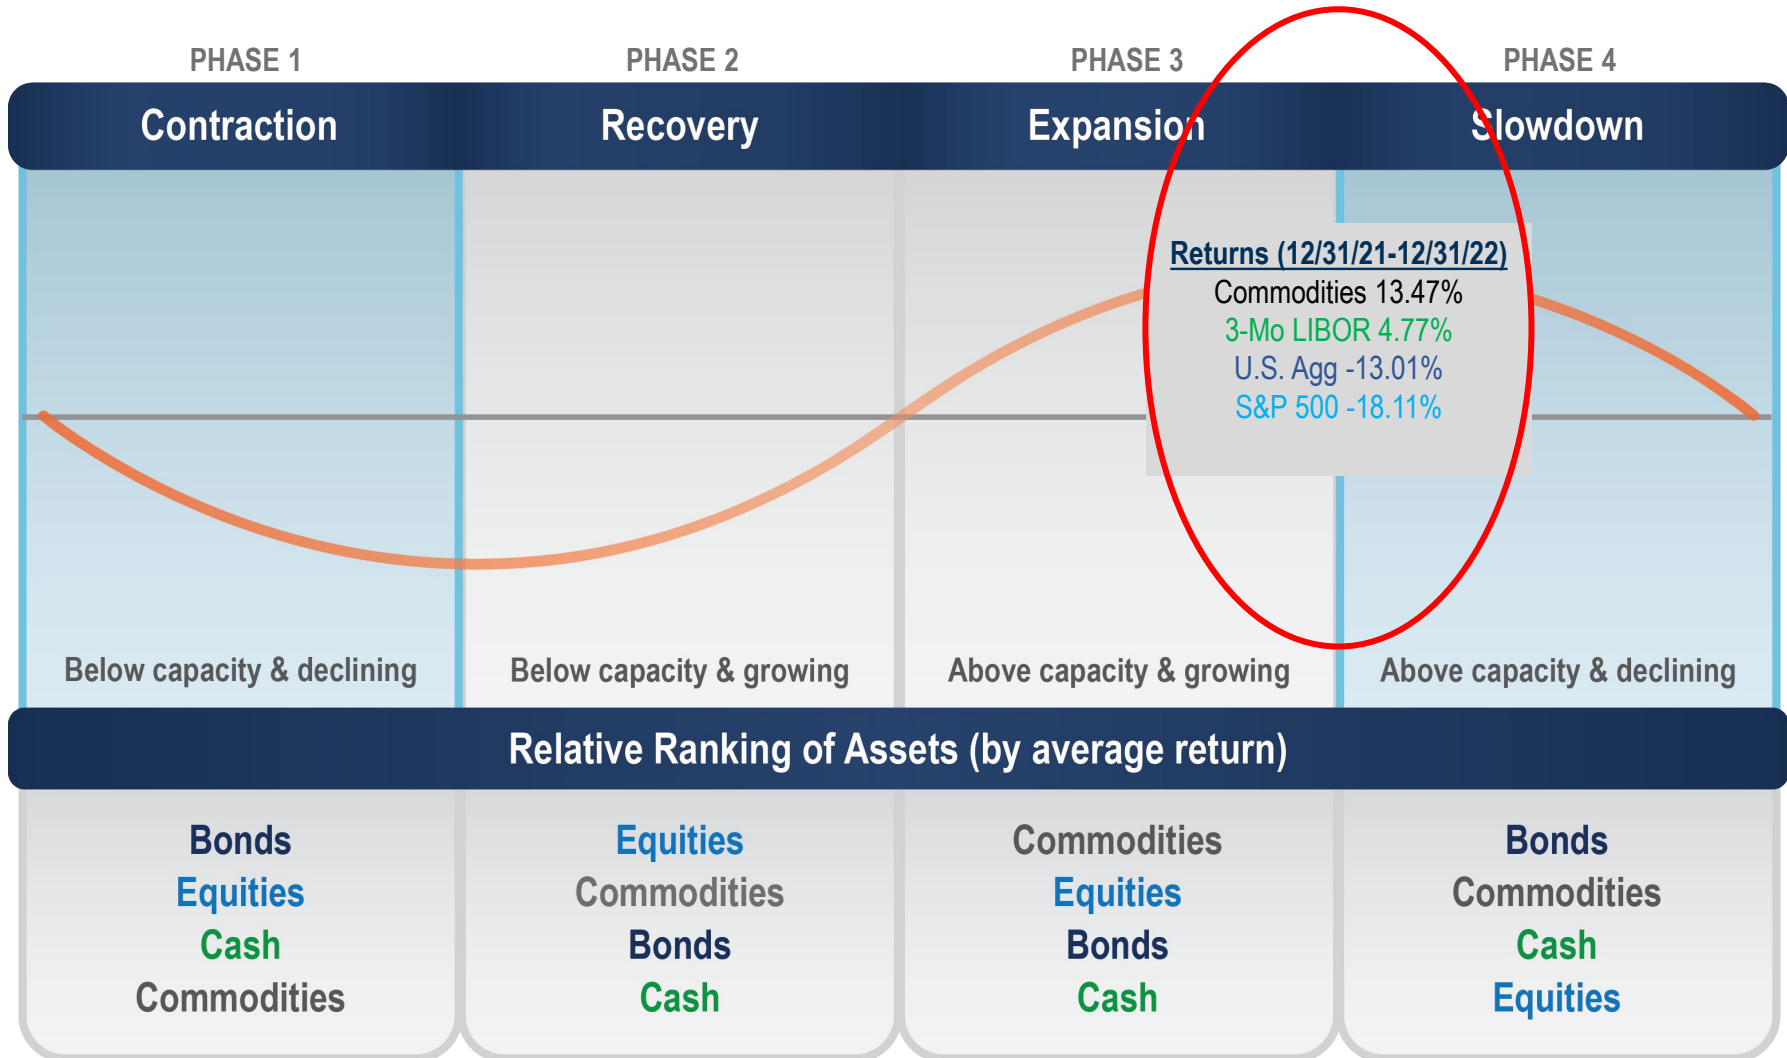 PHASE 1
PHASE 2
PHASE 3
PHASE 4
Contraction
Recovery
Expansion
Slowdown
Returns (12/31/21-12/31/22)
Commodities 13.47%
3-Mo LIBOR 4.77%
U.S. Agg -13.01%
S&P 500 -18.11%
Below capacity & declining
Below capacity & growing
Above capacity & growing
Above capacity & declining
Relative Ranking of Assets (by average return)
Bonds
Equities
Cash
Commodities
Equities
Commodities
Bonds
Cash
Commodities
Equities
Bonds
Cash
Bonds
Commodities
Cash
Equities